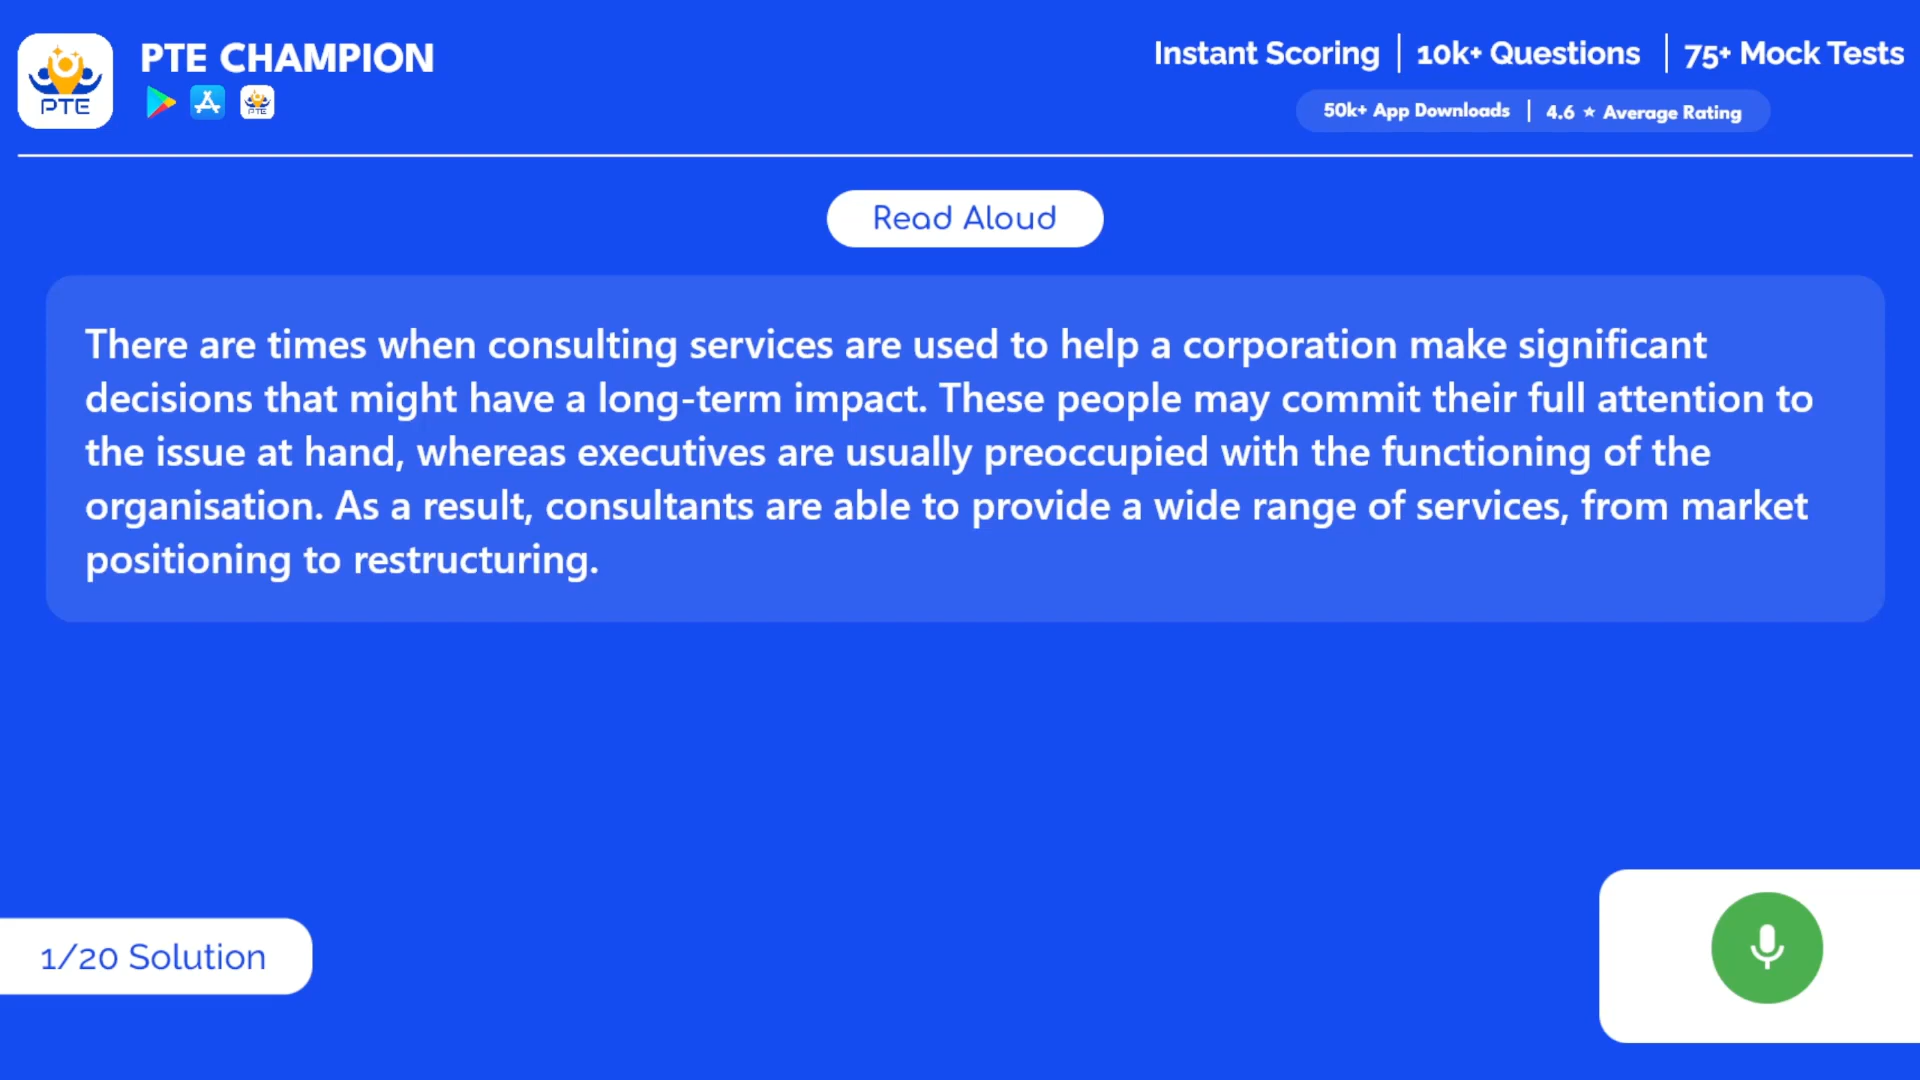 PTE CHAMPION
PTE
PTE
Instant Scoring | 10k+ Questions | 75+ Mock Tests
50k+ App Downloads | 4.6 ★ Average Rating
Read Aloud
There are times when consulting services are used to help a corporation make significant
decisions that might have a long-term impact. These people may commit their full attention to
the issue at hand, whereas executives are usually preoccupied with the functioning of the
organisation. As a result, consultants are able to provide a wide range of services, from market
positioning to restructuring.
1/20 Solution